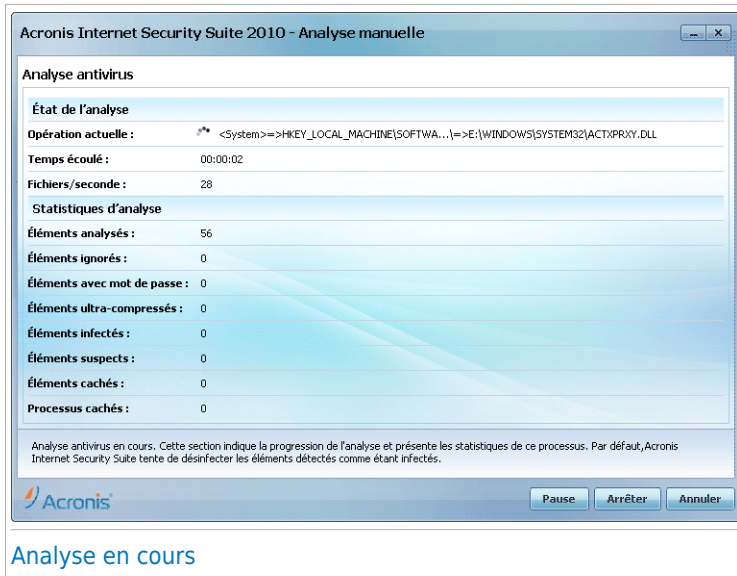 Acronis Internet Security Suite 2010 - Analyse manuelle
Analyse antivirus
État de l'analyse
Opération actuelle : <System>=>HKEY_LOCAL_MACHINE\SOFTWA...\=>E:\WINDOWS\SYSTEM32\ACTXPRXY.DLL
Temps écoulé : 00:00:02
Fichiers/seconde : 28
Statistiques d'analyse
Éléments analysés : 56
Éléments ignorés : 0
Éléments avec mot de passe : 0
Éléments ultra-compressés : 0
Éléments infectés : 0
Éléments suspects : 0
Éléments cachés : 0
Processus cachés : 0
Analyse antivirus en cours. Cette section indique la progression de l'analyse et présente les statistiques de ce processus. Par défaut,Acronis
Internet Security Suite tente de désinfecter les éléments détectés comme étant infectés.
Acronis Pause Arrêter Annuler
Analyse en cours